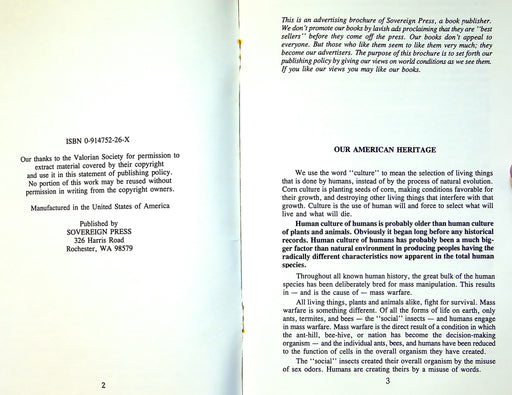 ISBN 0-914752-26-X
Our thanks to the Valorian Society for permission to
extract material covered by their copyright
and use it in this statement of publishing policy.
No portion of this work may be reused without
permission in writing from the copyright owners.
Manufactured in the United States of America
Published by
SOVEREIGN PRESS
326 Harris Road
Rochester, WA 98579
2
This is an advertising brochure of Sovereign Press, a book publisher.
We don't promote our books by lavish ads proclaiming that they are "best
sellers" before they come off the press. Our books don't appeal to
everyone. But those who like them seem to like them very much; they
become our advertisers. The purpose of this brochure is to set forth our
publishing policy by giving our views on world conditions as we see them.
If you like our views you may like our books.
OUR AMERICAN HERITAGE
We use the word "culture" to mean the selection of living things
that is done by humans, instead of by the process of natural evolution.
Corn culture is planting seeds of corn, making conditions favorable for
their growth, and destroying other living things that interfere with that
growth. Culture is the use of human will and force to select what will
live and what will die.
Human culture of humans is probably older than human culture
of plants and animals. Obviously it began long before any historical
records. Human culture of humans has probably been a much big-
ger factor than natural environment in producing peoples having the
radically different characteristics now apparent in the total human
species.
Throughout all known human history, the great bulk of the human
species has been deliberately bred for mass manipulation. This results
in — and is the cause of — mass warfare.
All living things, plants and animals alike, fight for survival. Mass
warfare is something different. Of all the forms of life on earth, only
ants, termites, and bees — the "social" insects — and humans engage
in mass warfare. Mass warfare is the direct result of a condition in which
the ant-hill, bee-hive, or nation has become the decision-making
organism — and the individual ants, bees, and humans have been reduced
to the function of cells in the overall organism they have created.
The "social" insects created their overall organism by the misuse
of sex odors. Humans are creating theirs by a misuse of words.
3